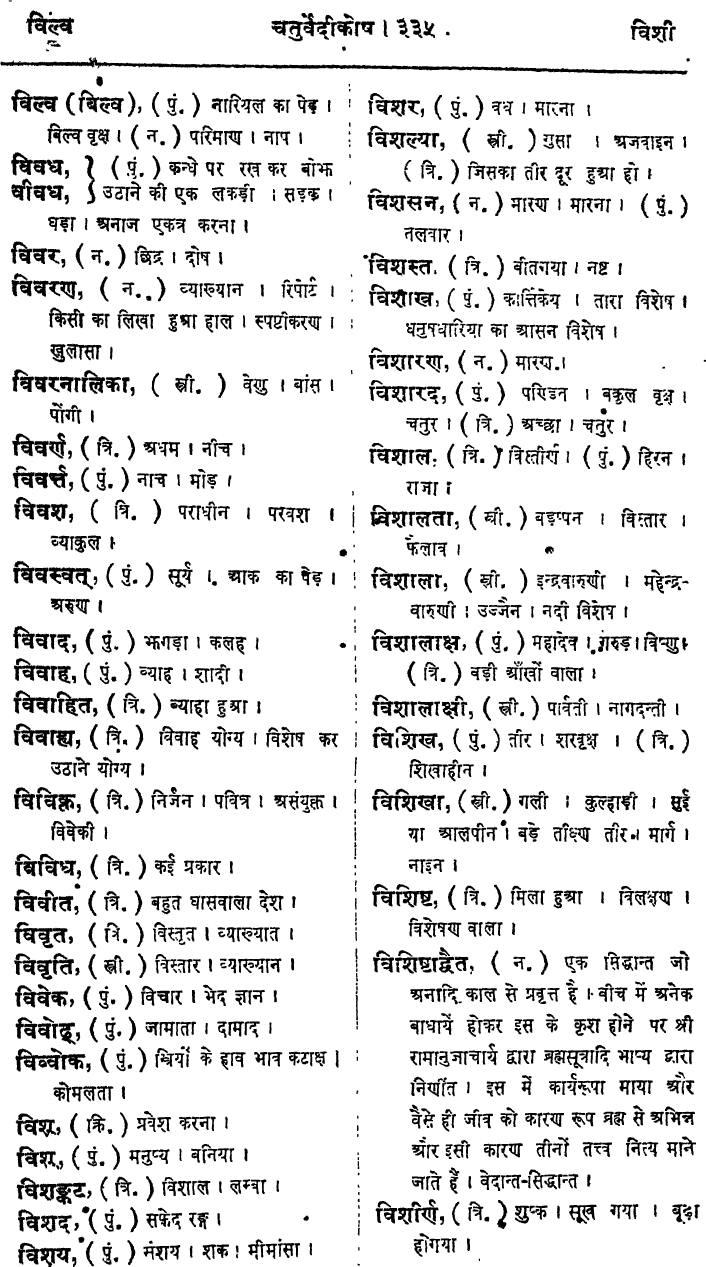 विल्व
चतुर्वेदीकोष । ३३५
विशी
विल्व (बिल्व), ( पुं. ) नारियल का पेड़ ।
बिल्व वृक्ष । ( न. ) परिमाण । नाप ।
विवध, } ( पुं. ) कन्धे पर रख कर बोझ
वीवध, } उठाने की एक लकड़ी । सड़क ।
घड़ा । अनाज एकत्र करना ।
विवर, ( न. ) छिद्र । दोष ।
विवरण, ( न. ) व्याख्यान । रिपोर्ट ।
किसी का लिखा हुआ हाल । स्पष्टीकरण ।
खुलासा ।
विवरनालिका, ( स्त्री. ) वेणु । बांस ।
पोंगी ।
विवर्ण, ( त्रि. ) अधम । नीच ।
विवर्त्त, ( पुं. ) नाच । मोड़ ।
विवश, ( त्रि. ) पराधीन । परवश ।
व्याकुल ।
विवस्वत्, ( पुं. ) सूर्य । आक का पेड़ ।
अरुण ।
विवाद, ( पुं. ) झगड़ा । कलह ।
विवाह, ( पुं. ) व्याह । शादी ।
विवाहित, ( त्रि. ) ब्याहा हुआ ।
विवाह्य, ( त्रि. ) विवाह योग्य । विशेष कर
उठाने योग्य ।
विविक्त, ( त्रि. ) निर्जन । पवित्र । असंयुक्त ।
विवेकी ।
विविध, ( त्रि. ) कई प्रकार ।
विवीत, ( त्रि. ) बहुत घासवाला देश ।
विवृत, ( त्रि. ) विस्तृत । व्याख्यात ।
विवृति, ( स्त्री. ) विस्तार । व्याख्यान ।
विवेक, ( पुं. ) विचार । भेद ज्ञान ।
विवोढृ, ( पुं. ) जामाता । दामाद ।
विव्वोक, ( पुं. ) स्त्रियों के हाव भाव कटाक्ष ।
कोमलता ।
विश्, ( क्रि. ) प्रवेश करना ।
विश्, ( पुं. ) मनुष्य । बनिया ।
विशङ्कट, ( त्रि. ) विशाल । लम्बा ।
विशद, ( पुं. ) सफेद रङ्ग ।
विशय, ( पुं. ) संशय । शक । मीमांसा ।
विशर, ( पुं. ) वध । मारना ।
विशल्या, ( स्त्री. ) गुसा । अजवाइन ।
( त्रि. ) जिसका तीर दूर हुआ हो ।
विशसन, ( न. ) मारण । मारना । ( पुं. )
तलवार ।
विशस्त, ( त्रि. ) बीतगया । नष्ट ।
विशाख, ( पुं. ) कार्त्तिकेय । तारा विशेष ।
धनुषधारिया का आसन विशेष ।
विशारण, ( न. ) मारण ।
विशारद, ( पुं. ) पण्डित । बकुल वृक्ष ।
चतुर । ( त्रि. ) अच्छा । चतुर ।
विशाल, ( त्रि. ) विस्तीर्ण । ( पुं. ) हिरन ।
राजा ।
विशालता, ( स्त्री. ) बड़प्पन । विस्तार ।
फैलाव ।
विशाला, ( स्त्री. ) इन्द्रवारुणी । महेन्द्र-
वारुणी । उज्जैन । नदी विशेष ।
विशालाक्ष, ( पुं. ) महादेव । गरुड़ । विष्णु ।
( त्रि. ) बड़ी आँखों वाला ।
विशालाक्षी, ( स्त्री. ) पार्वती । नागदन्ती ।
विशिख, ( पुं. ) तीर । शरवृक्ष । ( त्रि. )
शिखाहीन ।
विशिखा, ( स्त्री. ) गली । कुल्हाड़ी । सुई
या आलपीन । बड़े तीक्ष्ण तीर । मार्ग ।
नाइन ।
विशिष्ट, ( त्रि. ) मिला हुआ । विलक्षण ।
विशेषण वाला ।
विशिष्टाद्वैत, ( न. ) एक सिद्धान्त जो
अनादि काल से प्रवृत्त है । बीच में अनेक
बाधायें होकर इस के कृश होने पर श्री
रामानुजाचार्य द्वारा ब्रह्मसूत्रादि भाष्य द्वारा
निर्णीत । इस में कार्यरूपा माया और
वैसे ही जीव को कारण रूप ब्रह्म से अभिन्न
और इसी कारण तीनों तत्त्व नित्य माने
जाते हैं । वेदान्त-सिद्धान्त ।
विशीर्ण, ( त्रि. ) शुष्क । सूख गया । बूढ़ा
होगया ।